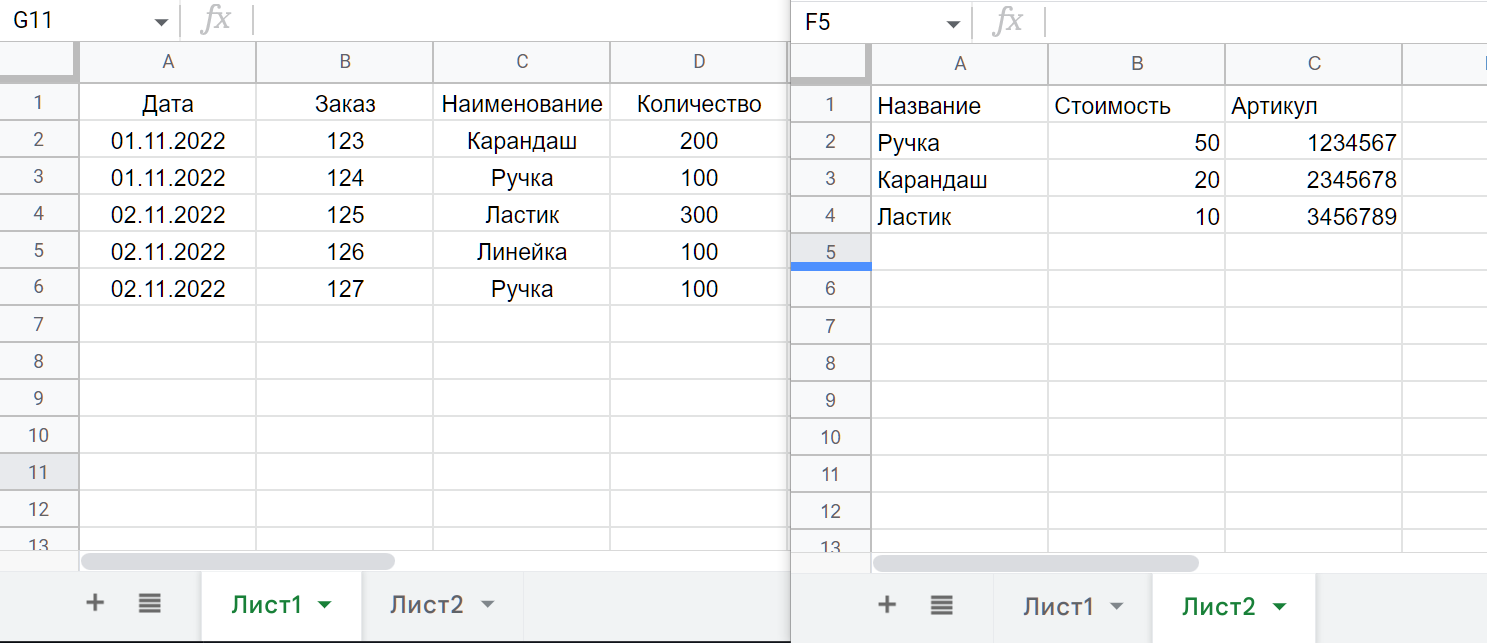 G11 fx
A B C D
1 Дата Заказ Наименование Количество
2 01.11.2022 123 Карандаш 200
3 01.11.2022 124 Ручка 100
4 02.11.2022 125 Ластик 300
5 02.11.2022 126 Линейка 100
6 02.11.2022 127 Ручка 100
7
8
9
10
11
12
13
+ Лист1 Лист2
F5 fx
A B C
1 Название Стоимость Артикул
2 Ручка 50 1234567
3 Карандаш 20 2345678
4 Ластик 10 3456789
5
6
7
8
9
10
11
12
13
+ Лист1 Лист2